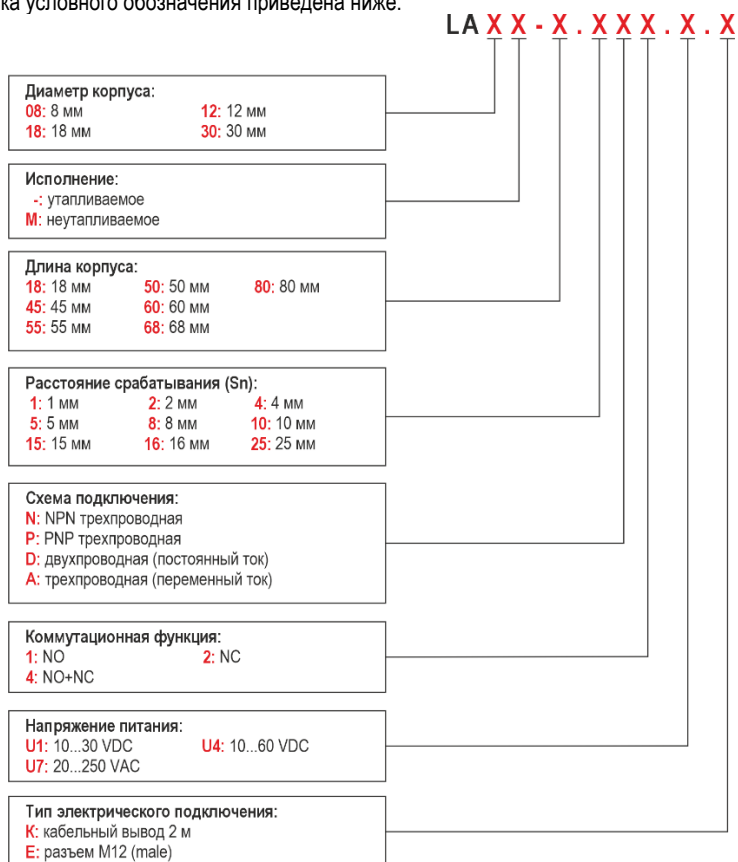 ка условного обозначения приведена ниже.
LA X X - X . X X X . X . X
Диаметр корпуса:
08: 8 мм 12: 12 мм
18: 18 мм 30: 30 мм
Исполнение:
-: утапливаемое
М: неутапливаемое
Длина корпуса:
18: 18 мм 50: 50 мм 80: 80 мм
45: 45 мм 60: 60 мм
55: 55 мм 68: 68 мм
Расстояние срабатывания (Sn):
1: 1 мм 2: 2 мм 4: 4 мм
5: 5 мм 8: 8 мм 10: 10 мм
15: 15 мм 16: 16 мм 25: 25 мм
Схема подключения:
N: NPN трехпроводная
P: PNP трехпроводная
D: двухпроводная (постоянный ток)
A: трехпроводная (переменный ток)
Коммутационная функция:
1: NO 2: NC
4: NO+NC
Напряжение питания:
U1: 10...30 VDC U4: 10...60 VDC
U7: 20...250 VAC
Тип электрического подключения:
К: кабельный вывод 2 м
E: разъем M12 (male)